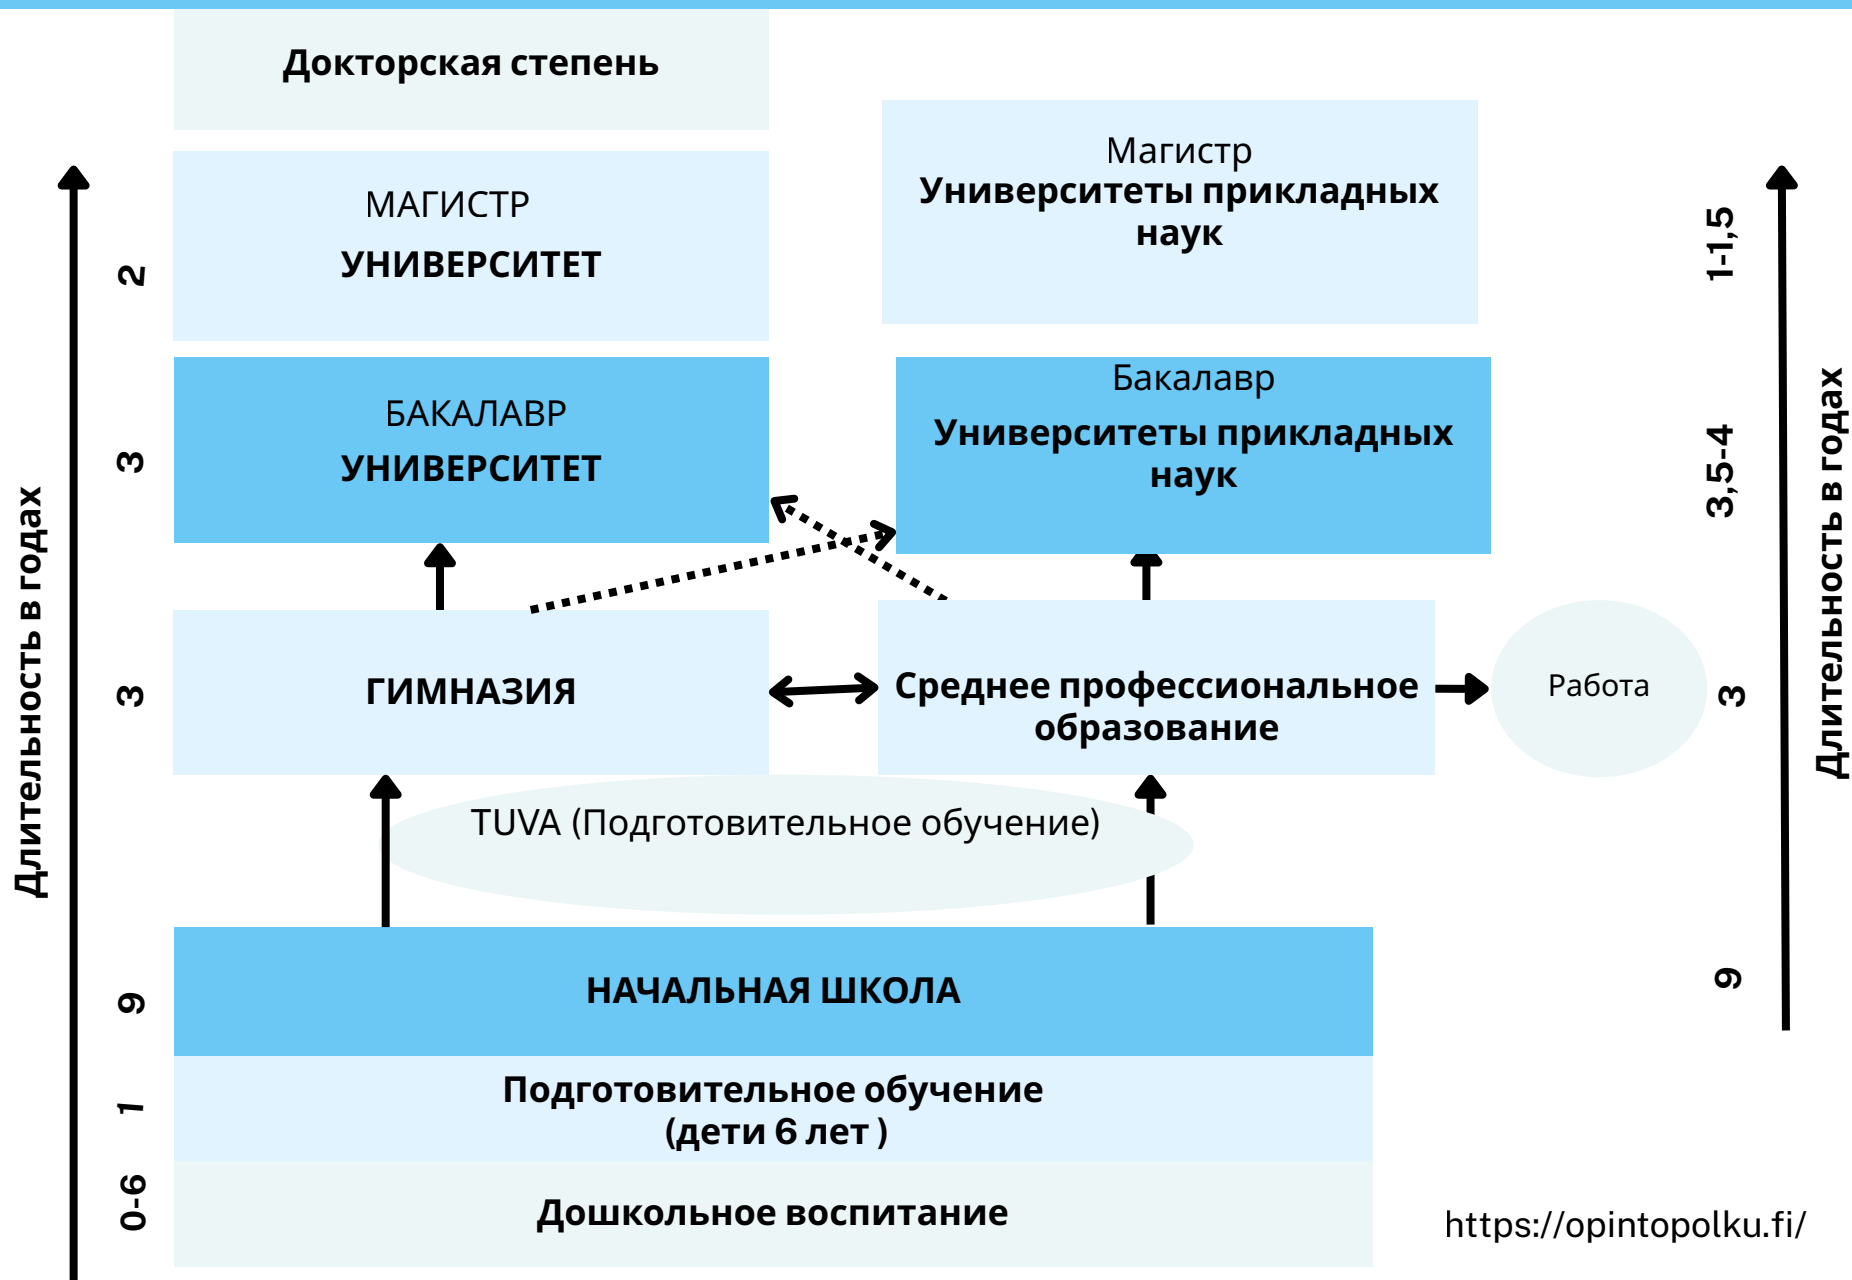 Докторская степень
МАГИСТР
УНИВЕРСИТЕТ
Магистр
Университеты прикладных
наук
2
1-1,5
БАКАЛАВР
УНИВЕРСИТЕТ
Бакалавр
Университеты прикладных
наук
3
3,5-4
Длительность в годах
Длительность в годах
ГИМНАЗИЯ
Среднее профессиональное
образование
Работа
3
3
TUVA (Подготовительное обучение)
НАЧАЛЬНАЯ ШКОЛА
9
9
Подготовительное обучение
(дети 6 лет )
1
Дошкольное воспитание
0-6
https://opintopolku.fi/